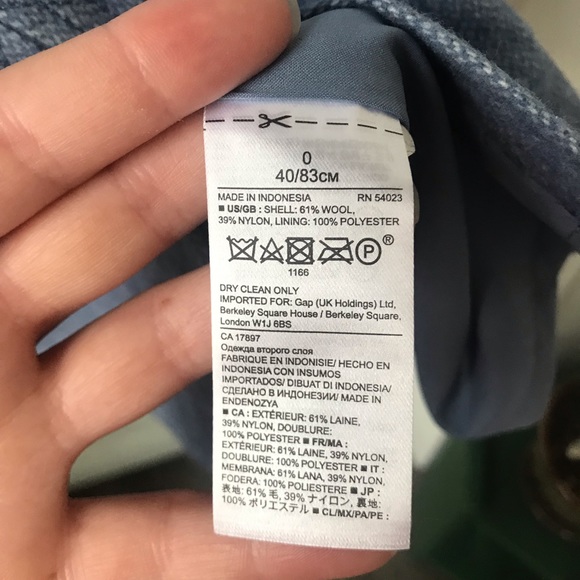 0
40/83CM
MADE IN INDONESIA RN 54023
■ US/GB : SHELL: 61% WOOL,
39% NYLON, LINING: 100% POLYESTER
P®
1166
DRY CLEAN ONLY
IMPORTED FOR: Gap (UK Holdings) Ltd,
Berkeley Square House / Berkeley Square,
London W1J 6BS
CA 17897
Одежда второго слоя
FABRIQUE EN INDONISIE/ HECHO EN
INDONESIA CON INSUMOS
IMPORTADOS/ DIBUAT DI INDONESIA/
СДЕЛАНО В ИНДОНЕЗИИ/ MADE IN
ENDENOZYA
■ CA : EXTÉRIEUR: 61% LAINE,
39% NYLON, DOUBLURE:
100% POLYESTER ■ FR/MA :
EXTÉRIEUR: 61% LAINE, 39% NYLON,
DOUBLURE: 100% POLYESTER ■ IT :
MEMBRANA: 61% LANA, 39% NYLON,
FODERA: 100% POLIESTERE ■ JP :
表地: 61% 毛, 39% ナイロン, 裏地:
100% ポリエステル ■ CL/MX/PA/PE :